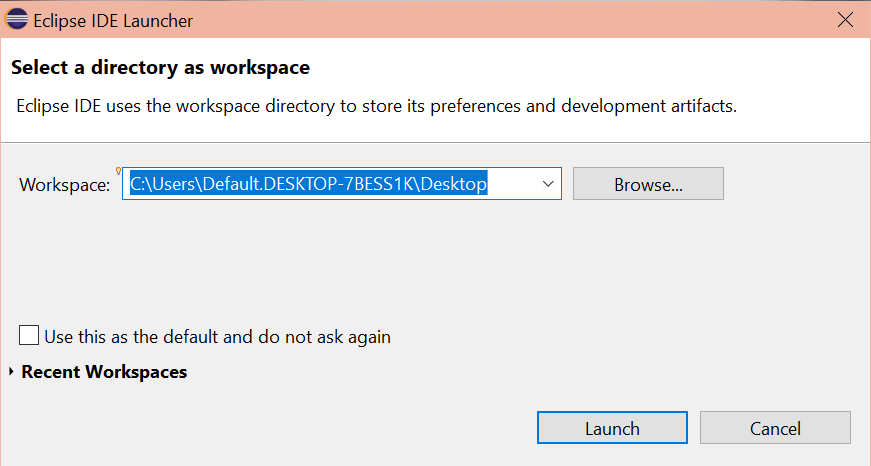 Eclipse IDE Launcher
Select a directory as workspace
Eclipse IDE uses the workspace directory to store its preferences and development artifacts.
Workspace: C:\Users\Default.DESKTOP-7BESS1K\Desktop Browse...
Use this as the default and do not ask again
Recent Workspaces
Launch Cancel